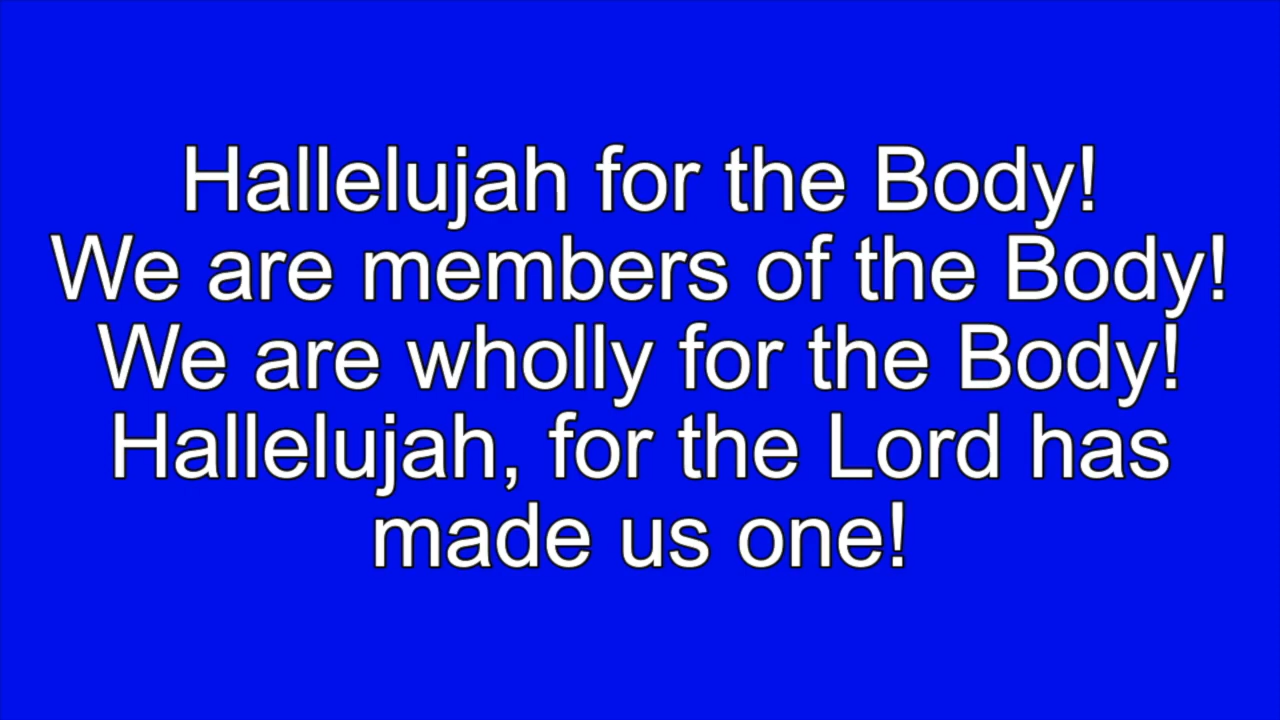 Hallelujah for the Body!
We are members of the Body!
We are wholly for the Body!
Hallelujah, for the Lord has
made us one!